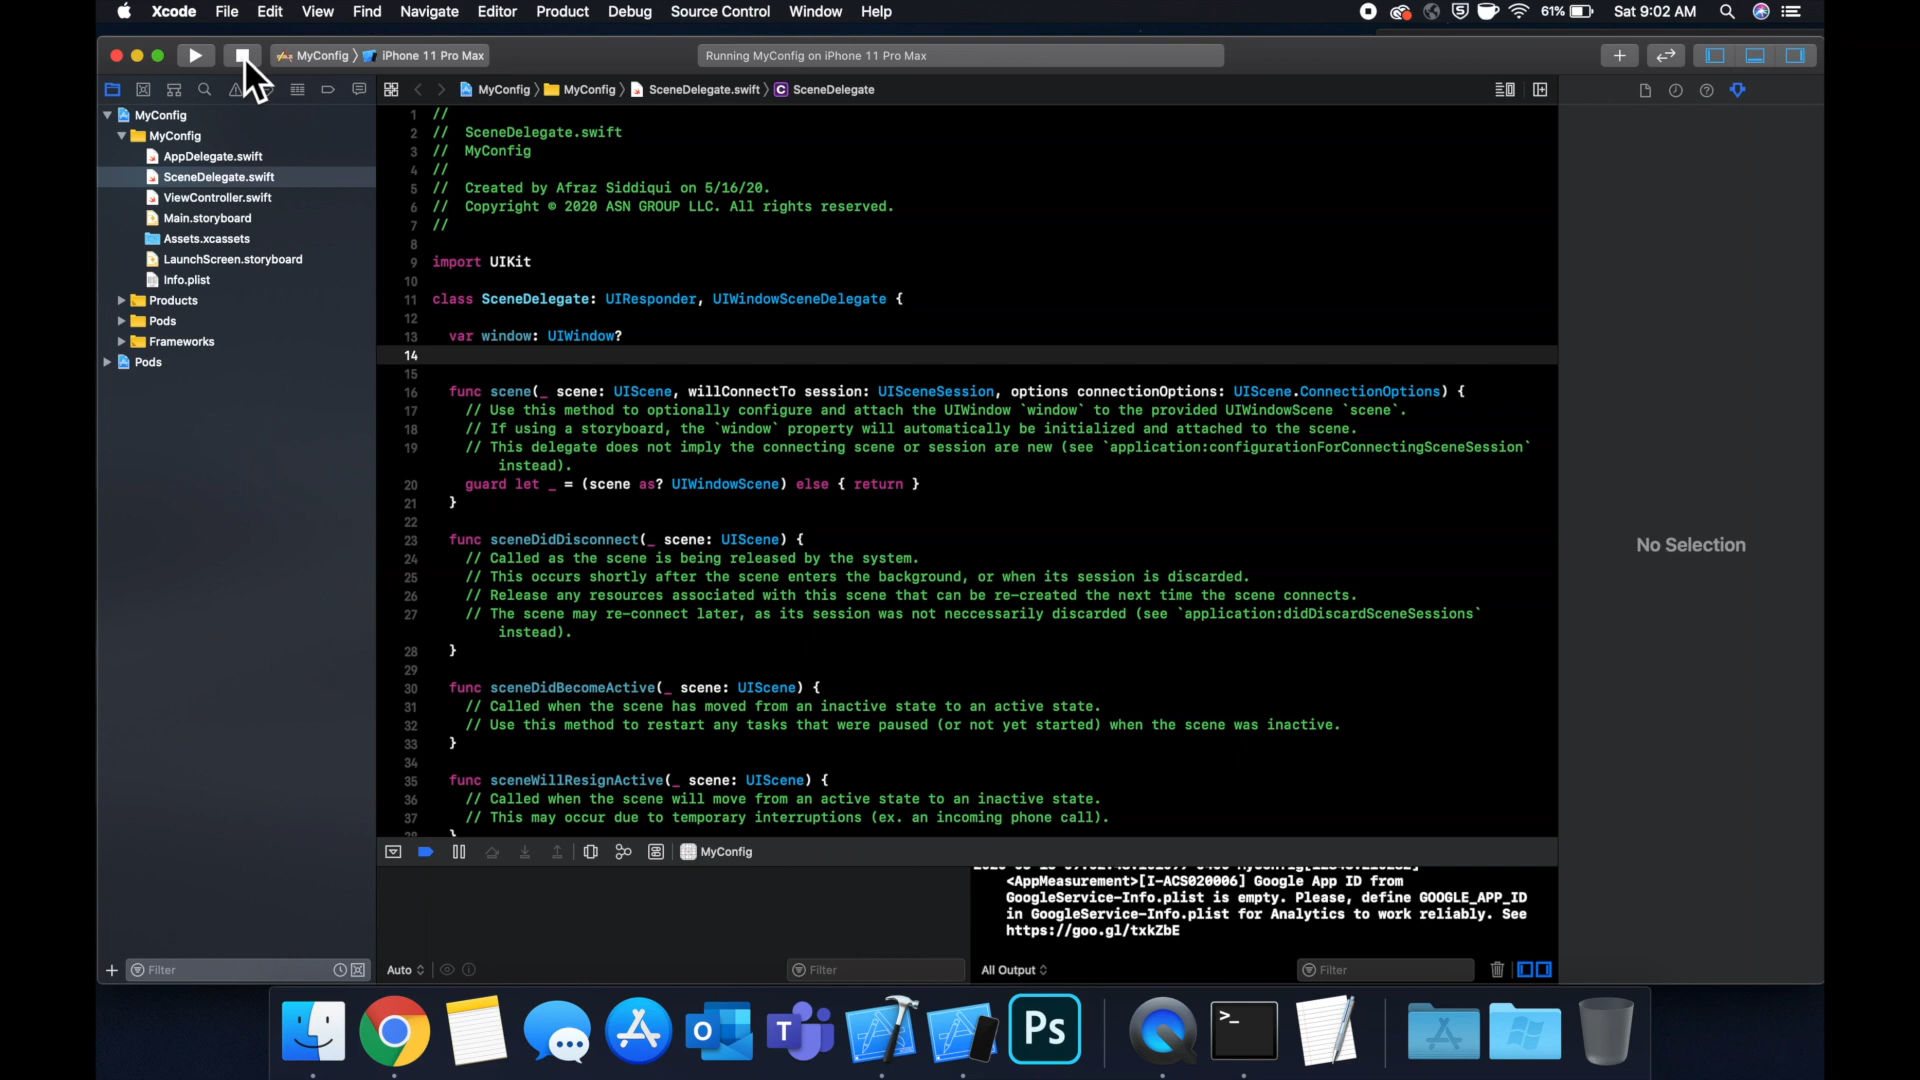 Xcode File Edit View Find Navigate Editor Product Debug Source Control Window Help 61% Sat 9:02 AM
MyConfig iPhone 11 Pro Max Running MyConfig on iPhone 11 Pro Max
MyConfig MyConfig SceneDelegate.swift SceneDelegate
MyConfig
MyConfig
AppDelegate.swift
SceneDelegate.swift
ViewController.swift
Main.storyboard
Assets.xcassets
LaunchScreen.storyboard
Info.plist
Products
Pods
Frameworks
Pods
1 //
2 // SceneDelegate.swift
3 // MyConfig
4 //
5 // Created by Afraz Siddiqui on 5/16/20.
6 // Copyright © 2020 ASN GROUP LLC. All rights reserved.
7 //
8
9 import UIKit
10
11 class SceneDelegate: UIResponder, UIWindowSceneDelegate {
12
13 var window: UIWindow?
14
15
16 func scene(_ scene: UIScene, willConnectTo session: UISceneSession, options connectionOptions: UIScene.ConnectionOptions) {
17 // Use this method to optionally configure and attach the UIWindow `window` to the provided UIWindowScene `scene`.
18 // If using a storyboard, the `window` property will automatically be initialized and attached to the scene.
19 // This delegate does not imply the connecting scene or session are new (see `application:configurationForConnectingSceneSession`
instead).
20 guard let _ = (scene as? UIWindowScene) else { return }
21 }
22
23 func sceneDidDisconnect(_ scene: UIScene) {
24 // Called as the scene is being released by the system.
25 // This occurs shortly after the scene enters the background, or when its session is discarded.
26 // Release any resources associated with this scene that can be re-created the next time the scene connects.
27 // The scene may re-connect later, as its session was not neccessarily discarded (see `application:didDiscardSceneSessions`
instead).
28 }
29
30 func sceneDidBecomeActive(_ scene: UIScene) {
31 // Called when the scene has moved from an inactive state to an active state.
32 // Use this method to restart any tasks that were paused (or not yet started) when the scene was inactive.
33 }
34
35 func sceneWillResignActive(_ scene: UIScene) {
36 // Called when the scene will move from an active state to an inactive state.
37 // This may occur due to temporary interruptions (ex. an incoming phone call).
38 }
No Selection
MyConfig
<AppMeasurement>[I-ACS020006] Google App ID from
GoogleService-Info.plist is empty. Please, define GOOGLE_APP_ID
in GoogleService-Info.plist for Analytics to work reliably. See
https://goo.gl/txkZbE
Filter Auto Filter All Output Filter
Ps